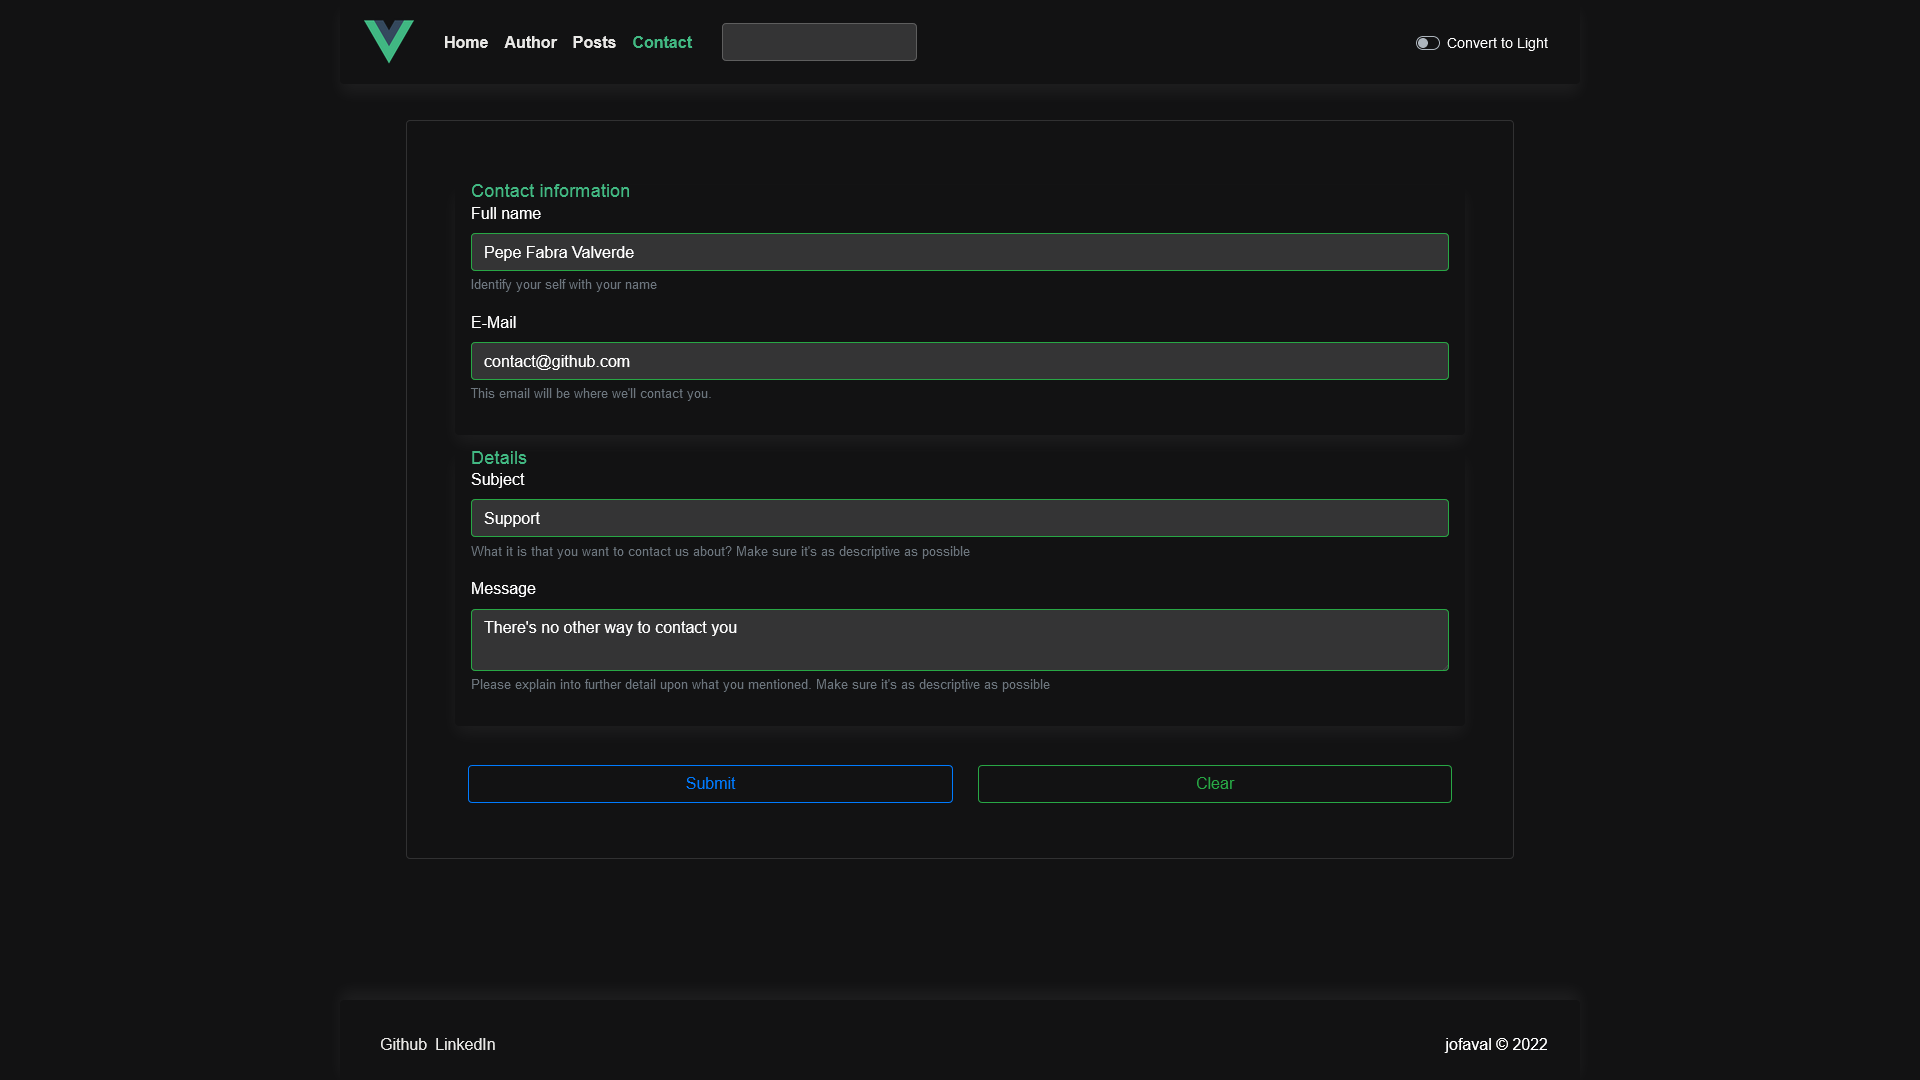 Home Author Posts Contact
Convert to Light
Contact information
Full name
Pepe Fabra Valverde
Identify your self with your name
E-Mail
contact@github.com
This email will be where we'll contact you.
Details
Subject
Support
What it is that you want to contact us about? Make sure it's as descriptive as possible
Message
There's no other way to contact you
Please explain into further detail upon what you mentioned. Make sure it's as descriptive as possible
Submit
Clear
Github LinkedIn
jofaval © 2022